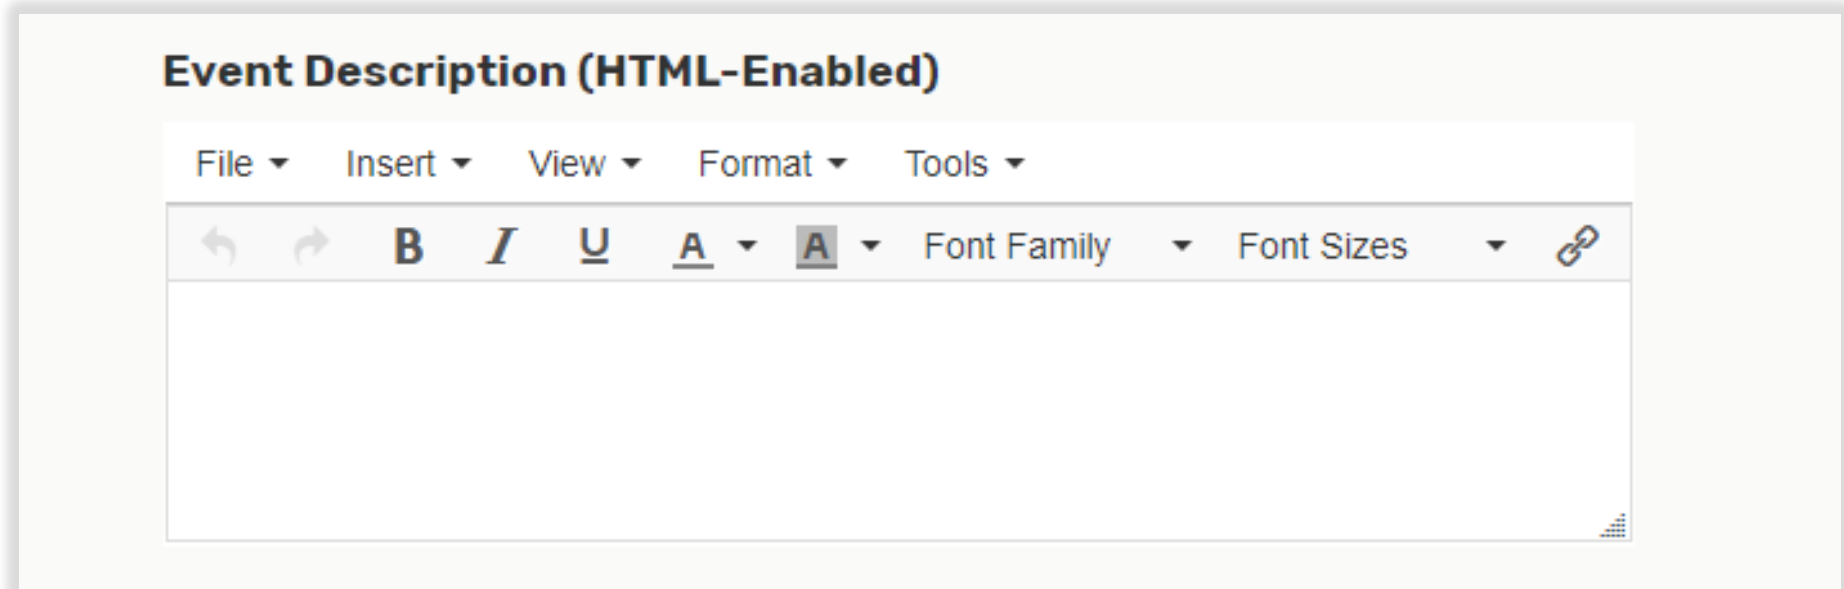 Event Description (HTML-Enabled)
File Insert View Format Tools
B I U A A Font Family Font Sizes